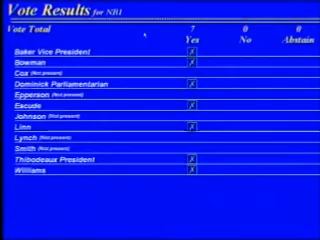 Vote Results for NB1
Vote Total 7 0 0
Yes No Abstain
Baker Vice President X
Bowman X
Cox (Not present)
Dominick Parliamentarian X
Epperson (Not present)
Escude X
Johnson (Not present)
Linn X
Lynch (Not present)
Smith (Not present)
Thibodeaux President X
Williams X